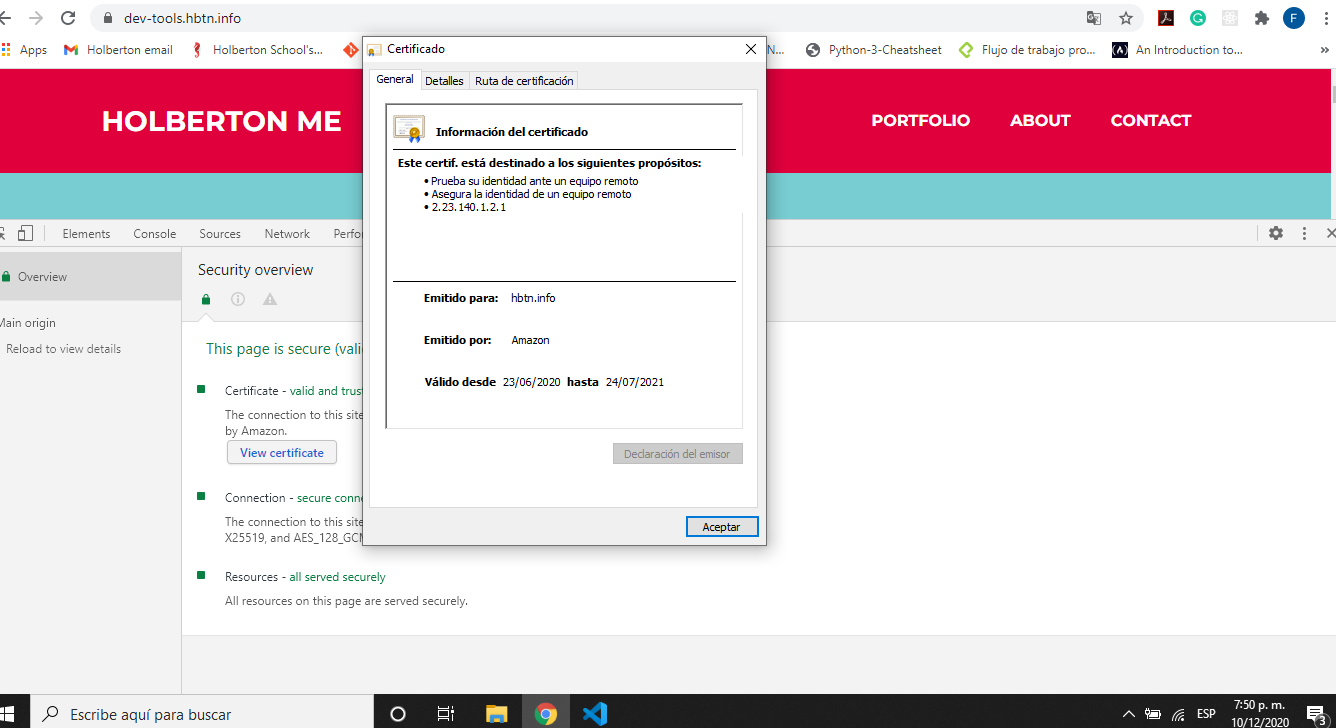 dev-tools.hbtn.info
F
Apps
Holberton email
Holberton School's...
N...
Python-3-Cheatsheet
Flujo de trabajo pro...
(A)
An Introduction to...
»
HOLBERTON ME
PORTFOLIO
ABOUT
CONTACT
Certificado
General
Detalles
Ruta de certificación
Información del certificado
Este certif. está destinado a los siguientes propósitos:
• Prueba su identidad ante un equipo remoto
• Asegura la identidad de un equipo remoto
• 2.23.140.1.2.1
Emitido para: hbtn.info
Emitido por: Amazon
Válido desde 23/06/2020 hasta 24/07/2021
Declaración del emisor
Aceptar
Elements
Console
Sources
Network
Perfo
Overview
Main origin
Reload to view details
Security overview
This page is secure (vali
Certificate - valid and trus
The connection to this site
by Amazon.
View certificate
Connection - secure conne
The connection to this site
X25519, and AES_128_GCM
Resources - all served securely
All resources on this page are served securely.
Escribe aquí para buscar
ESP
7:50 p. m.
10/12/2020
3